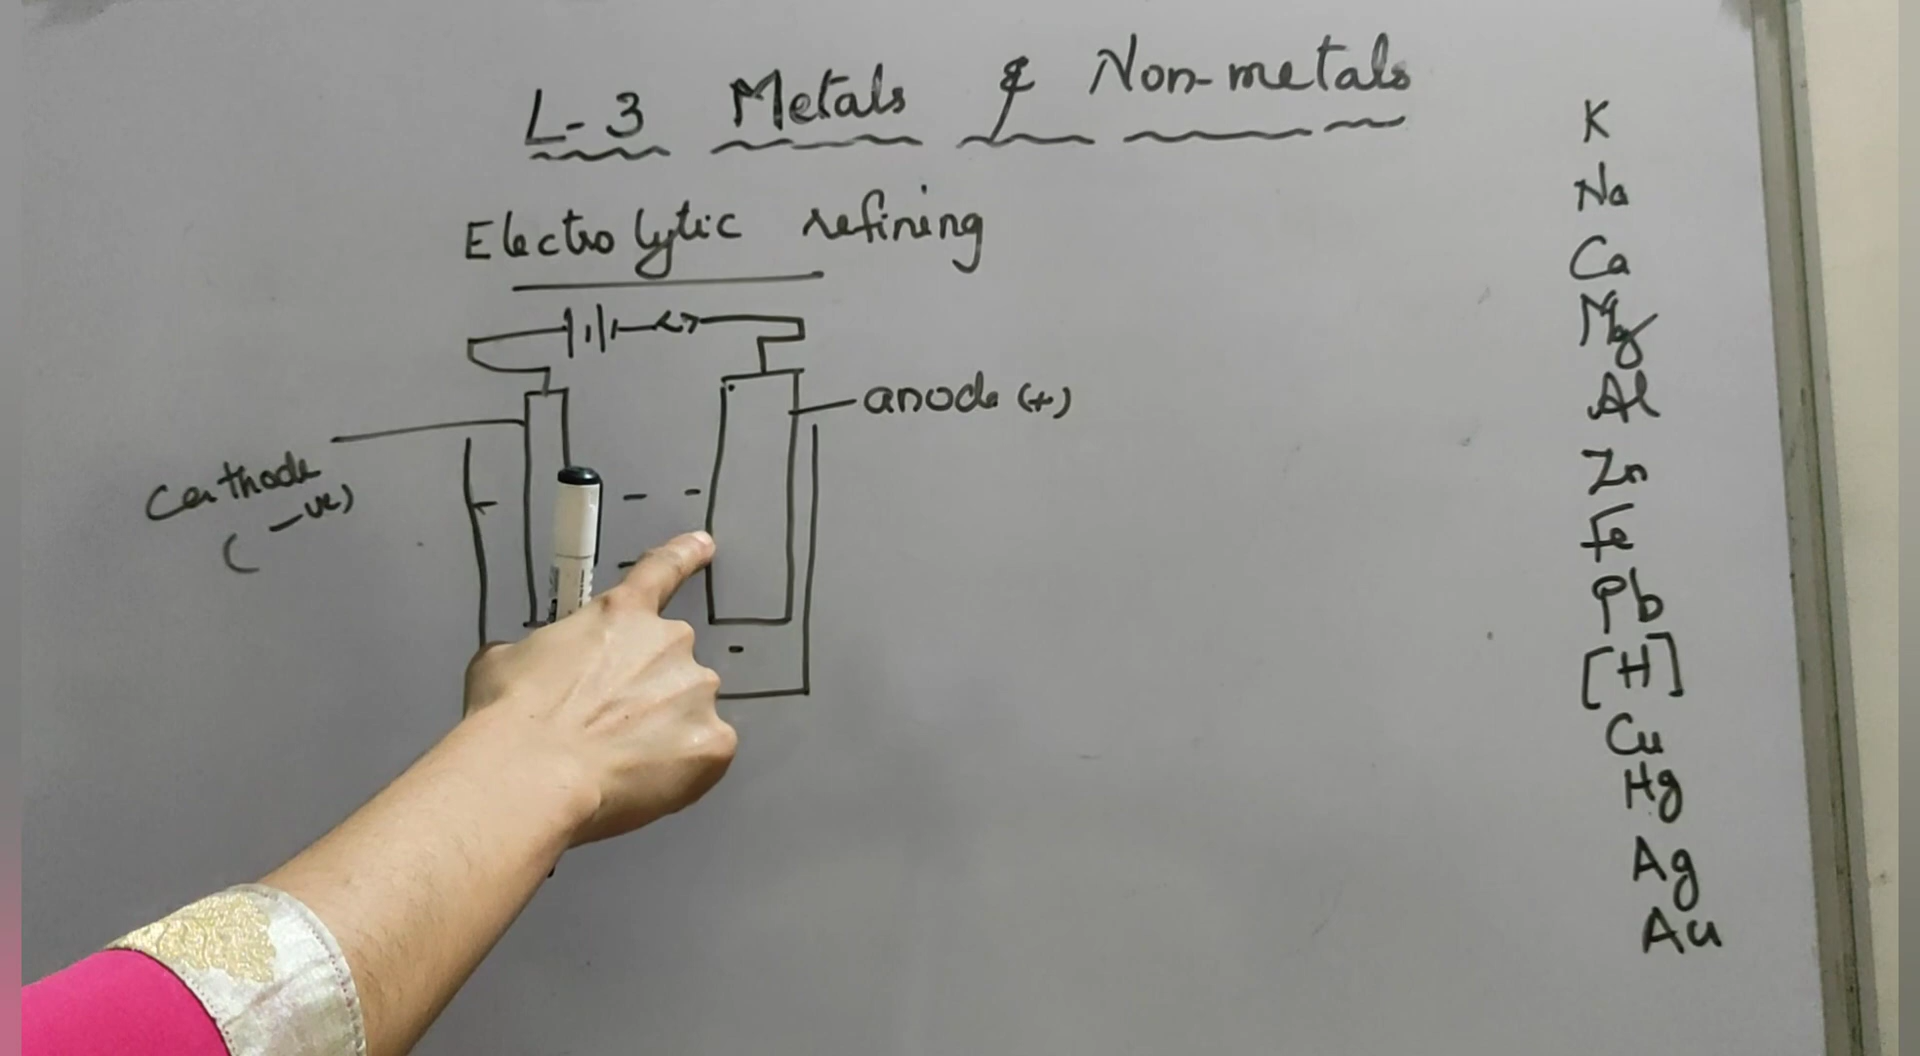 L-3 Metals & Non-metals
Electrolytic refining
anode (+)
Cathode
(-ve)
K
Na
Ca
Mg
Al
Zn
Fe
Pb
[H]
Cu
Hg
Ag
Au